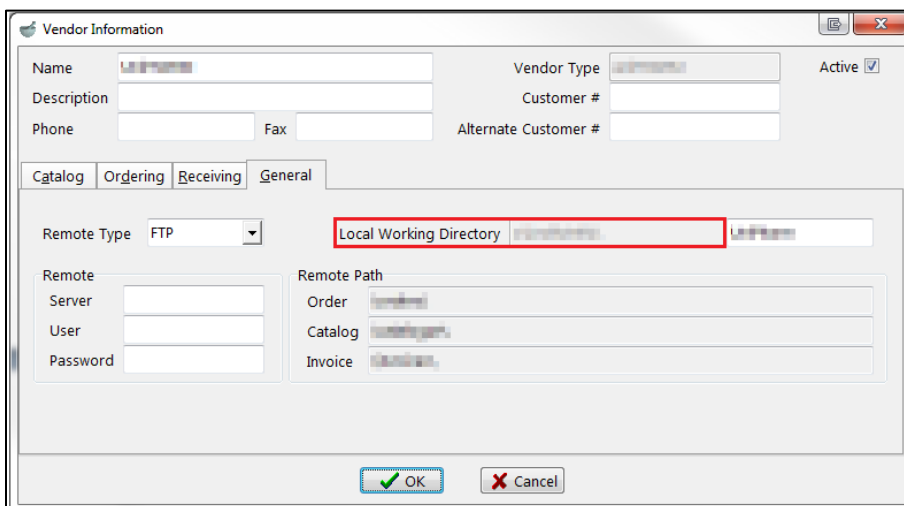 Vendor Information
Name Vendor Type Active
Description Customer #
Phone Fax Alternate Customer #
Catalog Ordering Receiving General
Remote Type FTP Local Working Directory
Remote Remote Path
Server Order
User Catalog
Password Invoice
OK Cancel